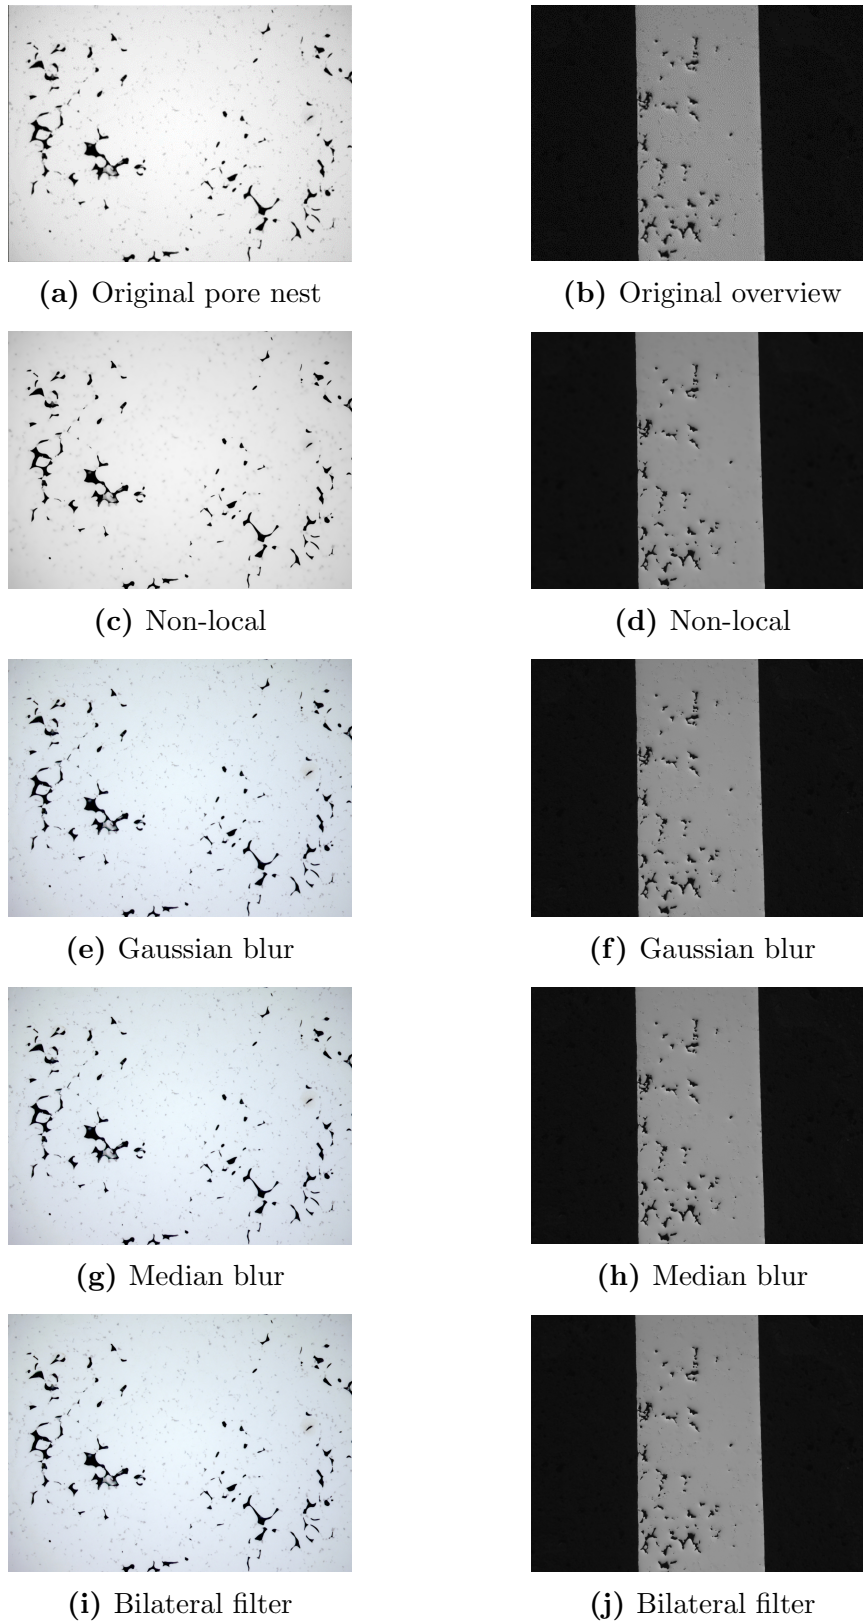 (a) Original pore nest
(b) Original overview
(c) Non-local
(d) Non-local
(e) Gaussian blur
(f) Gaussian blur
(g) Median blur
(h) Median blur
(i) Bilateral filter
(j) Bilateral filter